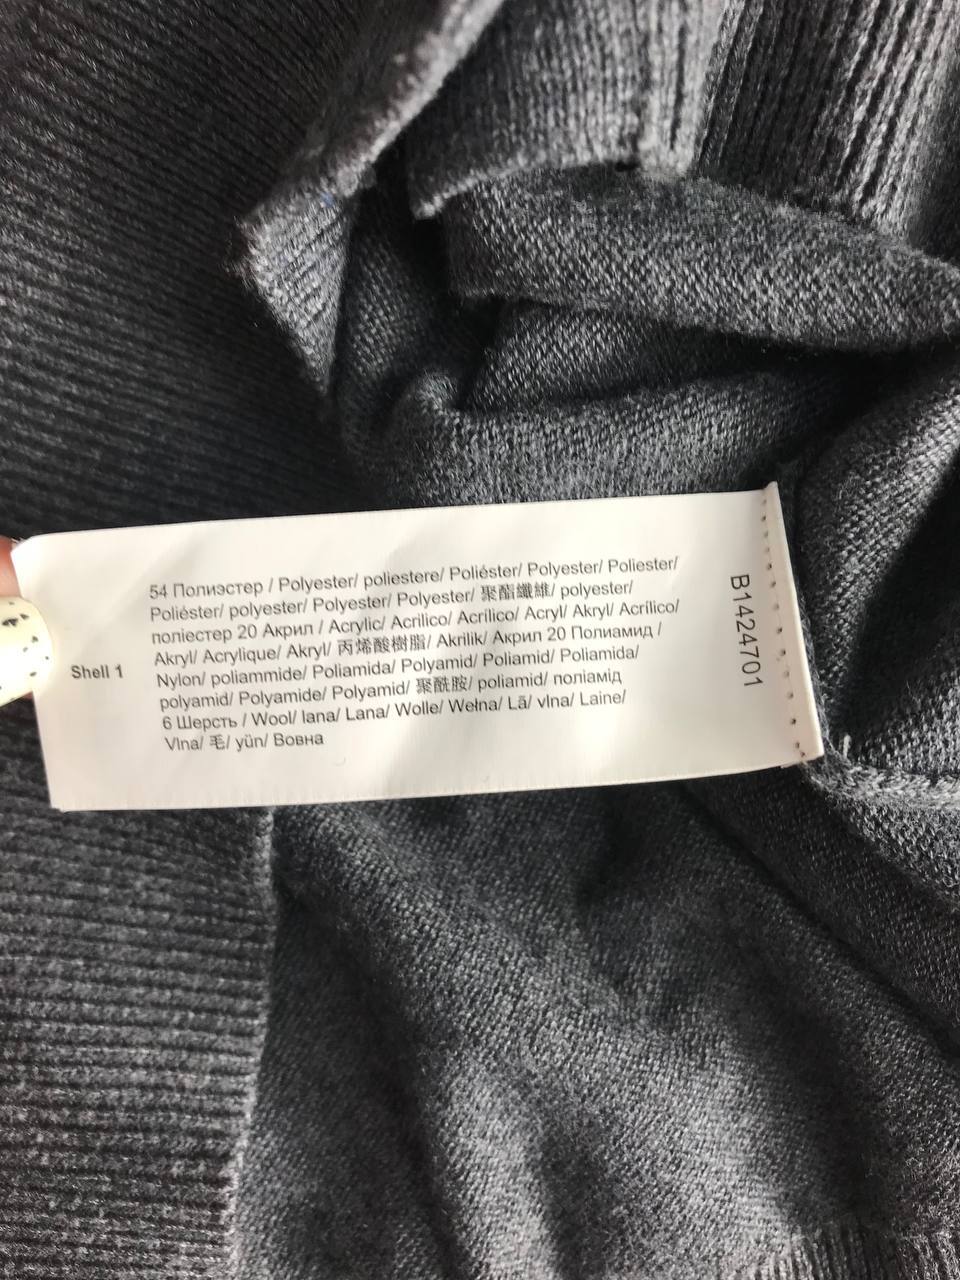 Shell 1
54 Полиэстер / Polyester/ poliestere/ Poliéster/ Polyester/ Poliester/
Poliéster/ polyester/ Polyester/ Polyester/ 聚酯纖維/ polyester/
поліестер 20 Акрил / Acrylic/ Acrilico/ Acrílico/ Acryl/ Akryl/ Acrílico/
Akryl/ Acrylique/ Akryl/ 丙烯酸樹脂/ Akrilik/ Акрил 20 Полиамид /
Nylon/ poliammide/ Poliamida/ Polyamid/ Poliamid/ Poliamida/
polyamid/ Polyamide/ Polyamid/ 聚酰胺/ poliamid/ поліамід
6 Шерсть / Wool/ lana/ Lana/ Wolle/ Wełna/ Lã/ vlna/ Laine/
Vlna/ 毛/ yün/ Вовна
B1424701